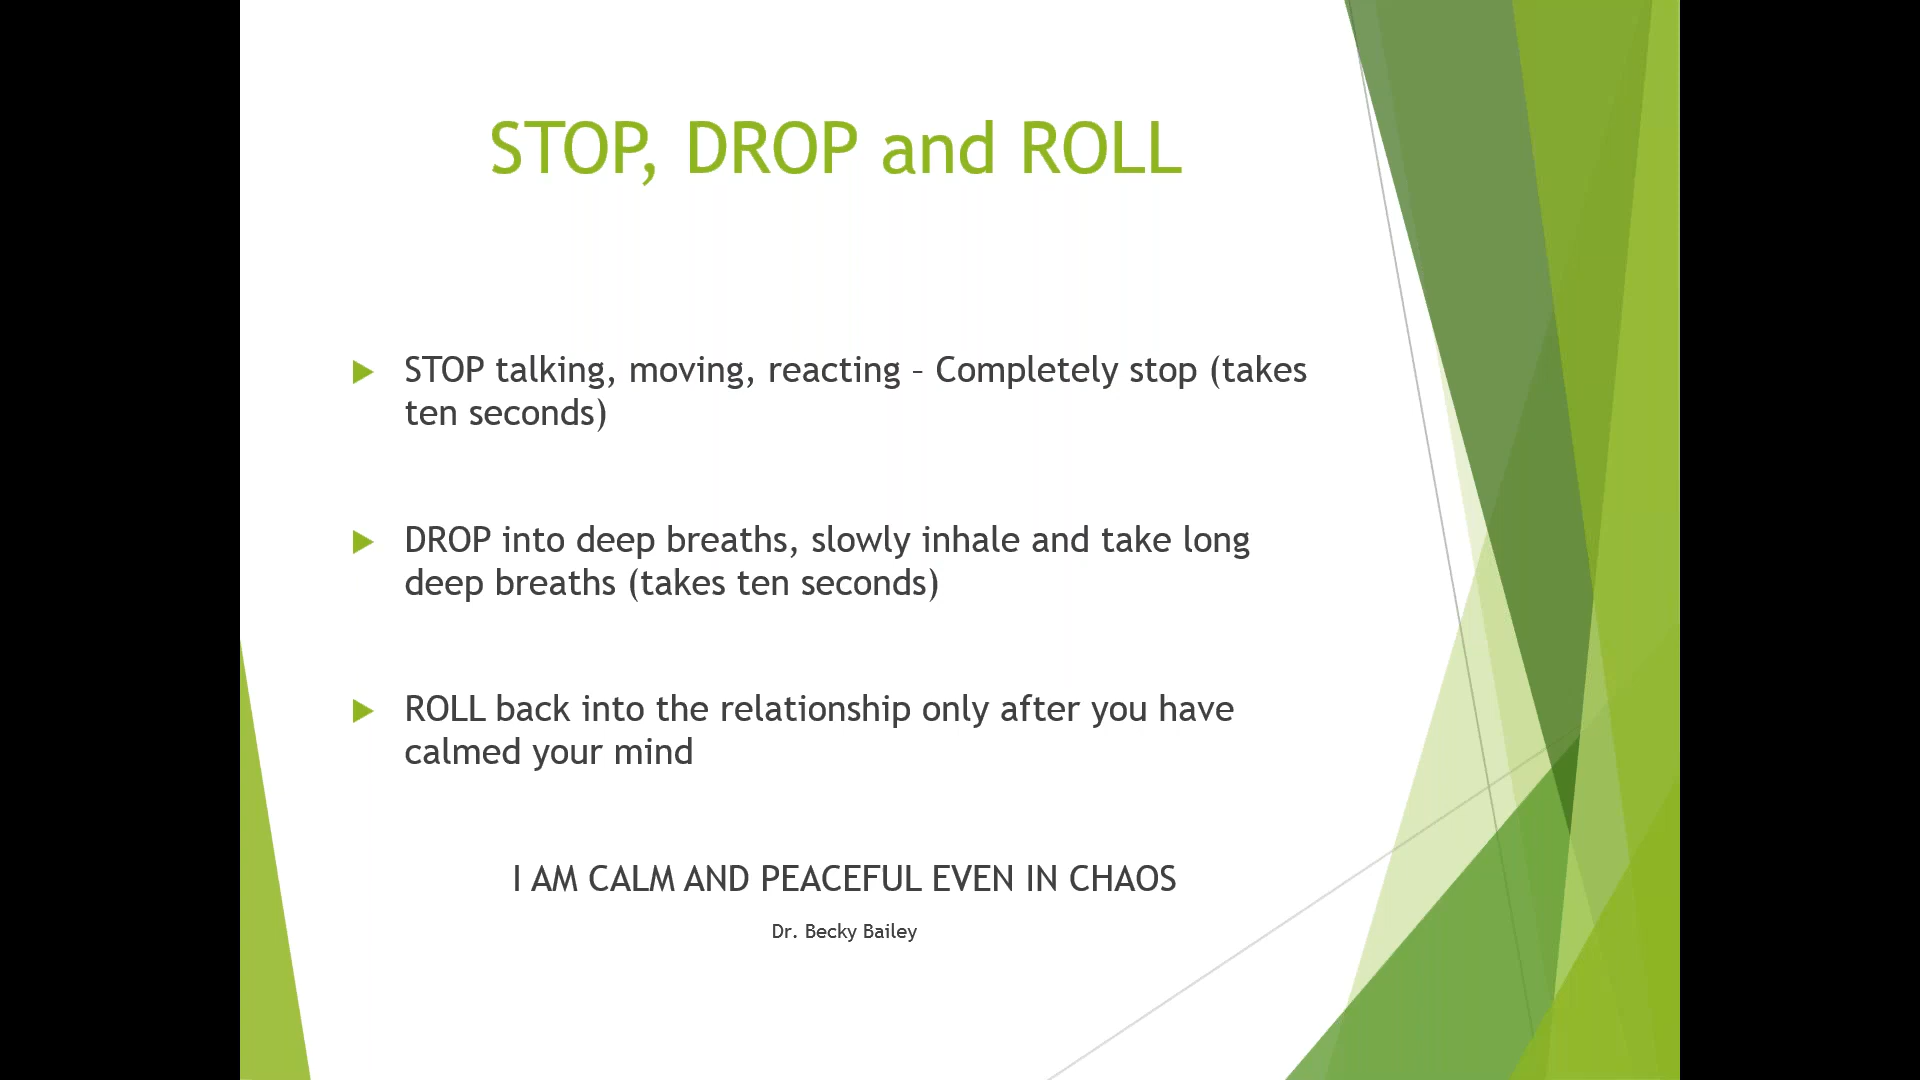 STOP, DROP and ROLL
STOP talking, moving, reacting – Completely stop (takes
ten seconds)
DROP into deep breaths, slowly inhale and take long
deep breaths (takes ten seconds)
ROLL back into the relationship only after you have
calmed your mind
I AM CALM AND PEACEFUL EVEN IN CHAOS
Dr. Becky Bailey